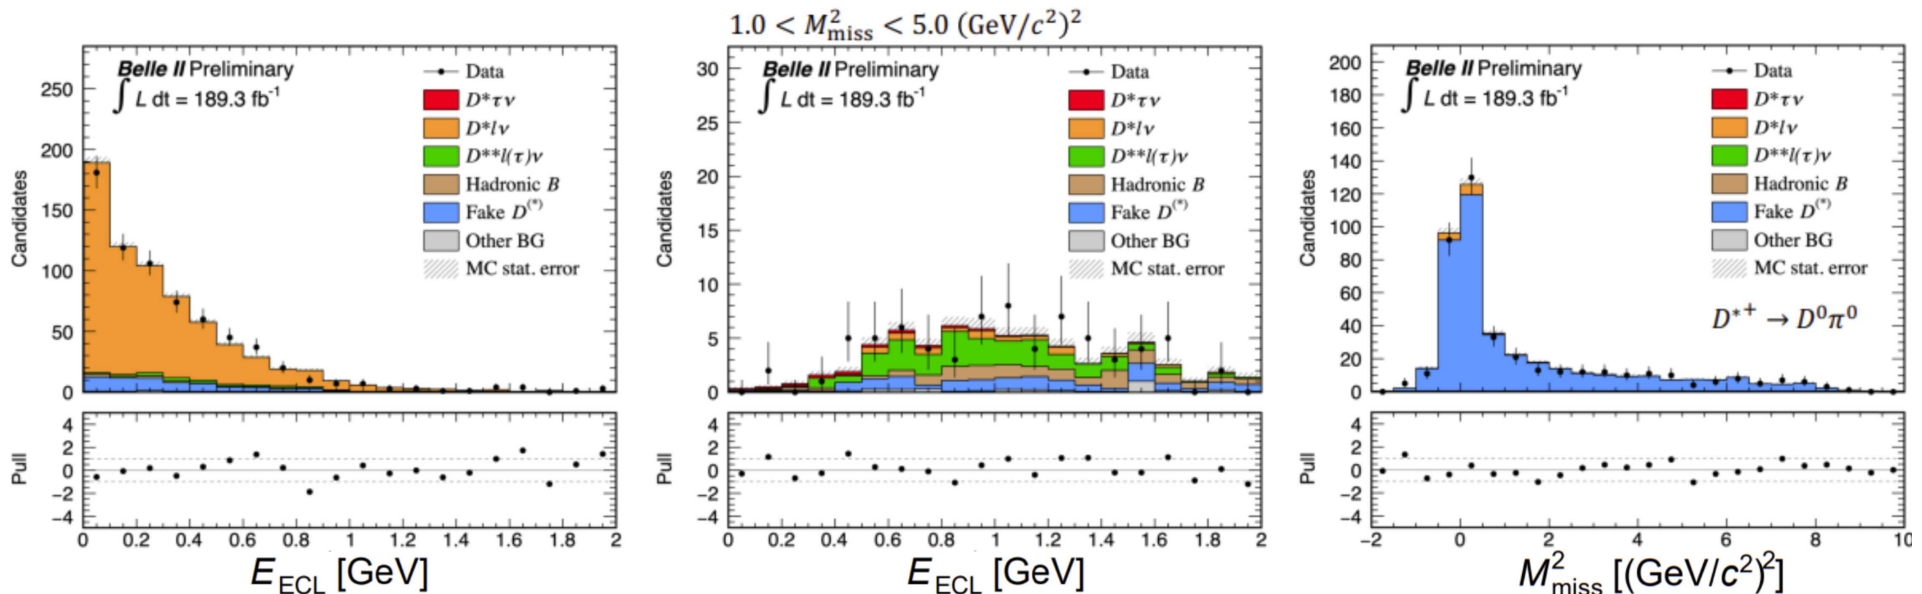 1.0 < M²miss < 5.0 (GeV/c²)²
Belle II Preliminary
∫ L dt = 189.3 fb⁻¹
Data
D*τν
D*lν
D**l(τ)ν
Hadronic B
Fake D(*)
Other BG
MC stat. error
Candidates
250
200
150
100
50
0
Pull
4
2
0
−2
−4
0 0.2 0.4 0.6 0.8 1 1.2 1.4 1.6 1.8 2
E_ECL [GeV]
Belle II Preliminary
∫ L dt = 189.3 fb⁻¹
Data
D*τν
D*lν
D**l(τ)ν
Hadronic B
Fake D(*)
Other BG
MC stat. error
Candidates
30
25
20
15
10
5
0
Pull
4
2
0
−2
−4
0 0.2 0.4 0.6 0.8 1 1.2 1.4 1.6 1.8 2
E_ECL [GeV]
Belle II Preliminary
∫ L dt = 189.3 fb⁻¹
Data
D*τν
D*lν
D**l(τ)ν
Hadronic B
Fake D(*)
Other BG
MC stat. error
D*⁺ → D⁰π⁰
Candidates
200
180
160
140
120
100
80
60
40
20
0
Pull
4
2
0
−2
−4
−2 0 2 4 6 8 10
M²miss [(GeV/c²)²]